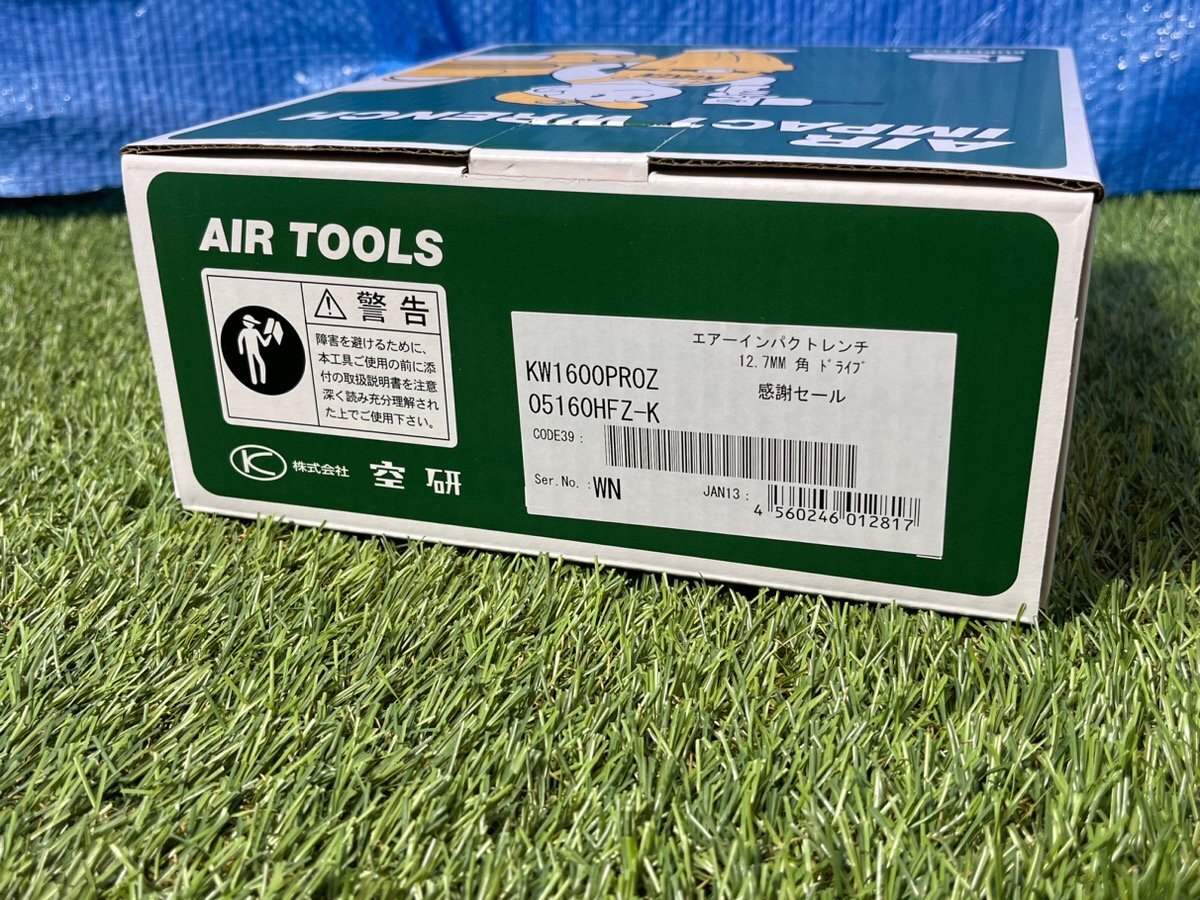 AIR
IMPACT WRENCH
AIR TOOLS
警告
障害を避けるために、
本工具ご使用の前に添
付の取扱説明書を注意
深く読み充分理解され
た上でご使用下さい。
K 株式会社 空研
エアーインパクトレンチ
12.7MM 角 ドライブ
KW1600PROZ
感謝セール
05160HFZ-K
CODE39:
Ser.No.:WN
JAN13:
4 560246 012817